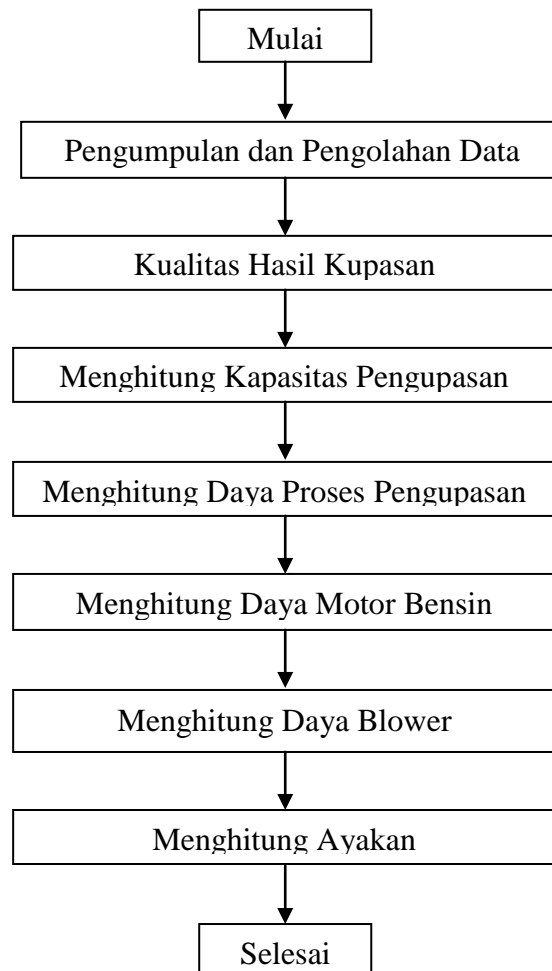 Mulai
Pengumpulan dan Pengolahan Data
Kualitas Hasil Kupasan
Menghitung Kapasitas Pengupasan
Menghitung Daya Proses Pengupasan
Menghitung Daya Motor Bensin
Menghitung Daya Blower
Menghitung Ayakan
Selesai